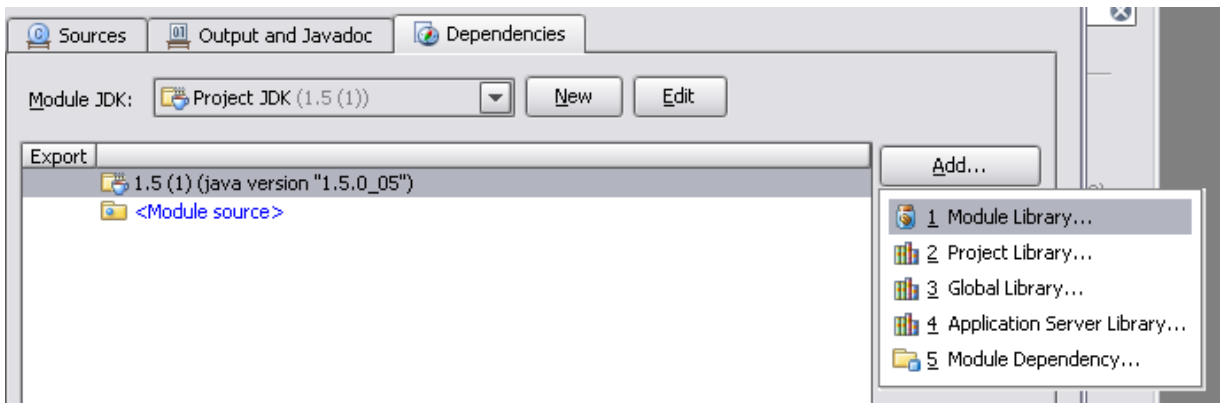 Sources Output and Javadoc Dependencies
Module JDK: Project JDK (1.5 (1)) New Edit
Export
Add...
1.5 (1) (java version "1.5.0_05")
<Module source>
1 Module Library...
2 Project Library...
3 Global Library...
4 Application Server Library...
5 Module Dependency...